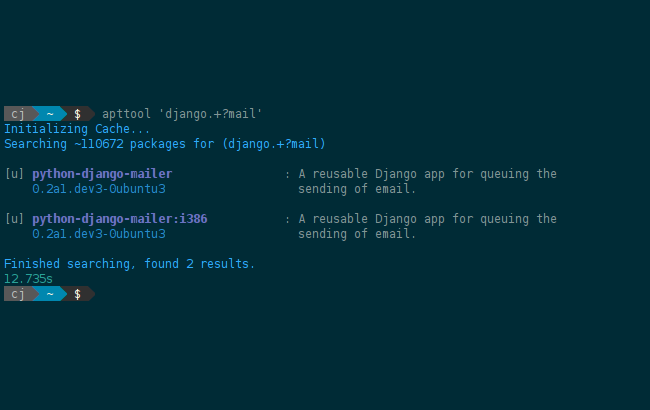 cj ~ $ apttool 'django.+?mail'
Initializing Cache...
Searching ~110672 packages for (django.+?mail)
[u] python-django-mailer : A reusable Django app for queuing the
0.2a1.dev3-0ubuntu3 sending of email.
[u] python-django-mailer:i386 : A reusable Django app for queuing the
0.2a1.dev3-0ubuntu3 sending of email.
Finished searching, found 2 results.
12.735s
cj ~ $